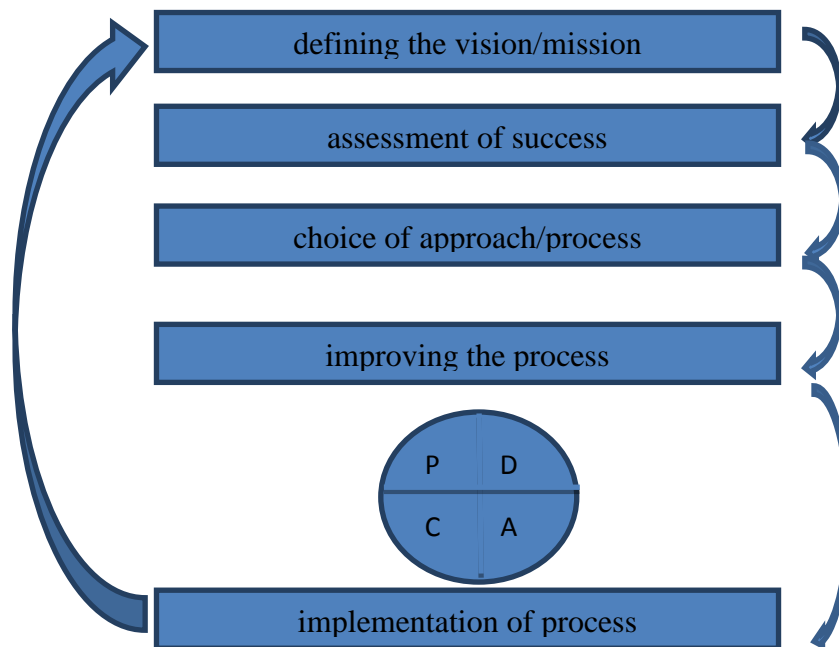 defining the vision/mission
assessment of success
choice of approach/process
improving the process
P D
C A
implementation of process